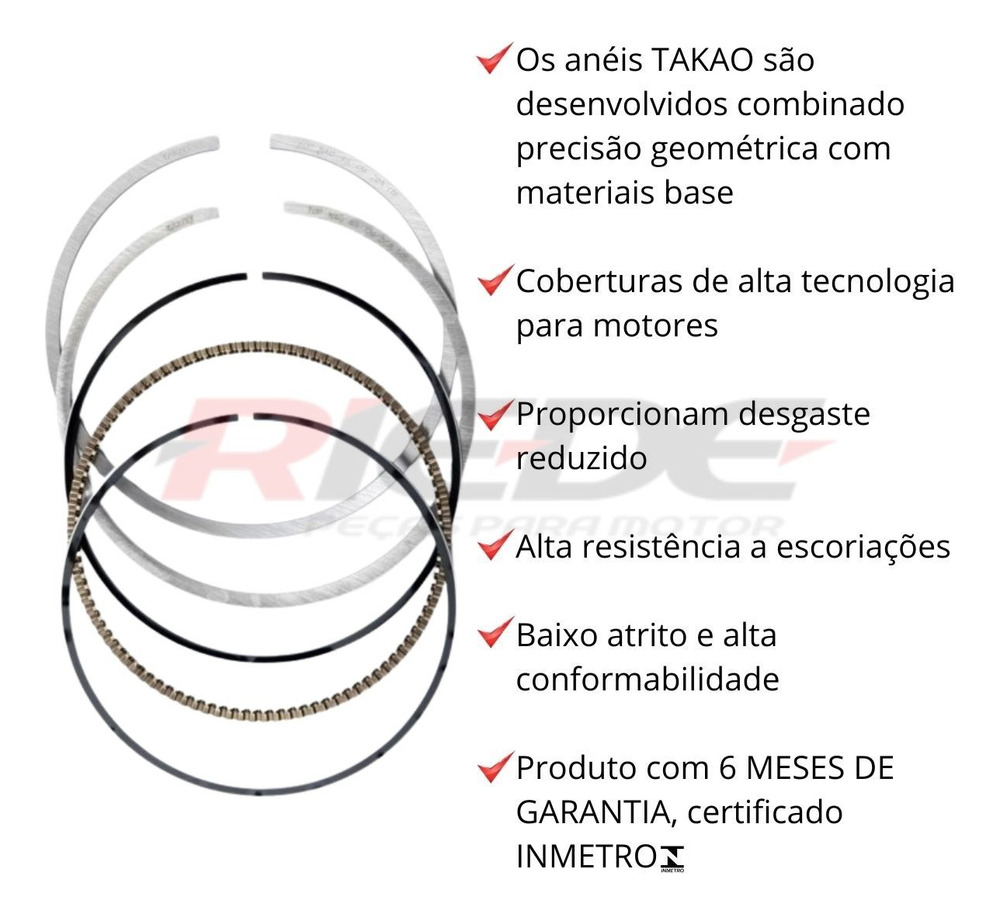 Os anéis TAKAO são
desenvolvidos combinado
precisão geométrica com
materiais base
Coberturas de alta tecnologia
para motores
Proporcionam desgaste
reduzido
Alta resistência a escoriações
Baixo atrito e alta
conformabilidade
Produto com 6 MESES DE
GARANTIA, certificado
INMETRO
INMETRO
RIEDE
PEÇAS PARA MOTOR
TOP